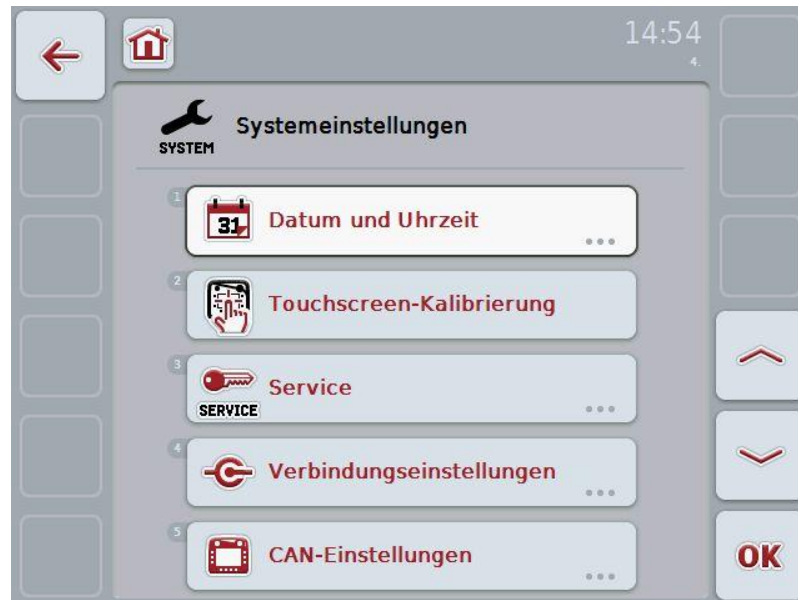 14:54
4.
SYSTEM
Systemeinstellungen
1
31
Datum und Uhrzeit
2
Touchscreen-Kalibrierung
3
SERVICE
Service
4
Verbindungseinstellungen
5
CAN-Einstellungen
OK